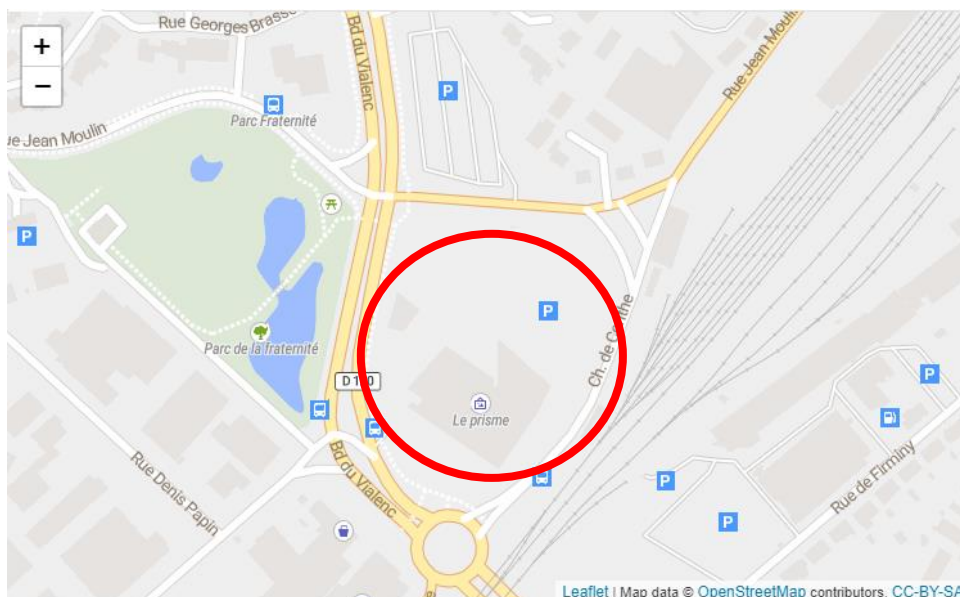 +
−
Rue Georges Brasse
Bd du Vialenc
P
Parc Fraternité
ue Jean Moulin
Rue Jean Moulin
P
P
Parc de la fraternité
Ch. de Conthe
P
Le prisme
Bd du Vialenc
Rue Denis Papin
P
P
Rue de Firminy
Leaflet | Map data © OpenStreetMap contributors, CC-BY-SA